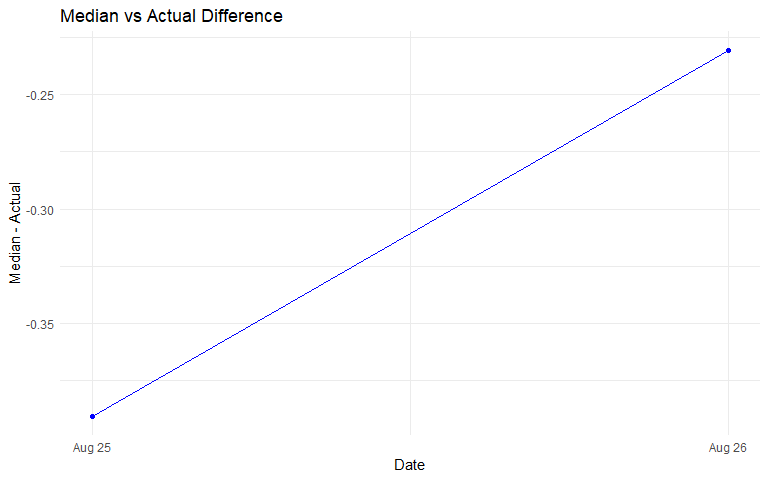 Median vs Actual Difference
Median - Actual
-0.25
-0.30
-0.35
Aug 25
Aug 26
Date